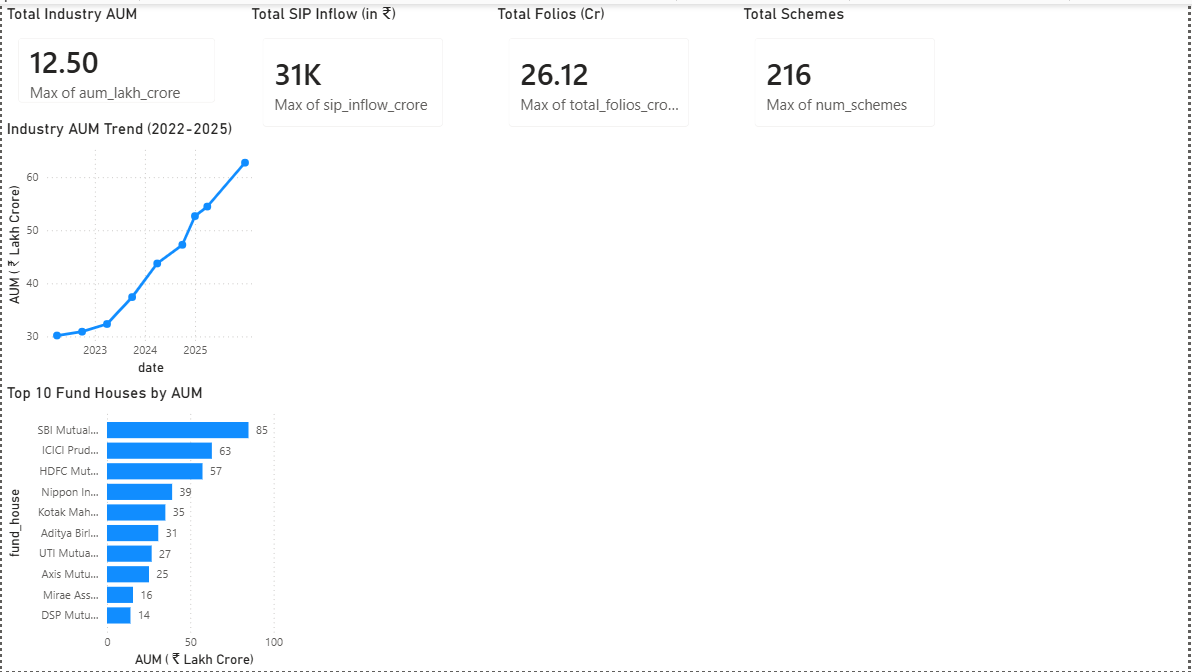 Total Industry AUM
Total SIP Inflow (in ₹)
Total Folios (Cr)
Total Schemes
12.50
Max of aum_lakh_crore
31K
Max of sip_inflow_crore
26.12
Max of total_folios_cro...
216
Max of num_schemes
Industry AUM Trend (2022-2025)
AUM ( ₹ Lakh Crore)
60
50
40
30
2023
2024
2025
date
Top 10 Fund Houses by AUM
fund_house
SBI Mutual... 85
ICICI Prud... 63
HDFC Mut... 57
Nippon In... 39
Kotak Mah... 35
Aditya Birl... 31
UTI Mutua... 27
Axis Mutu... 25
Mirae Ass... 16
DSP Mutu... 14
0
50
100
AUM ( ₹ Lakh Crore)